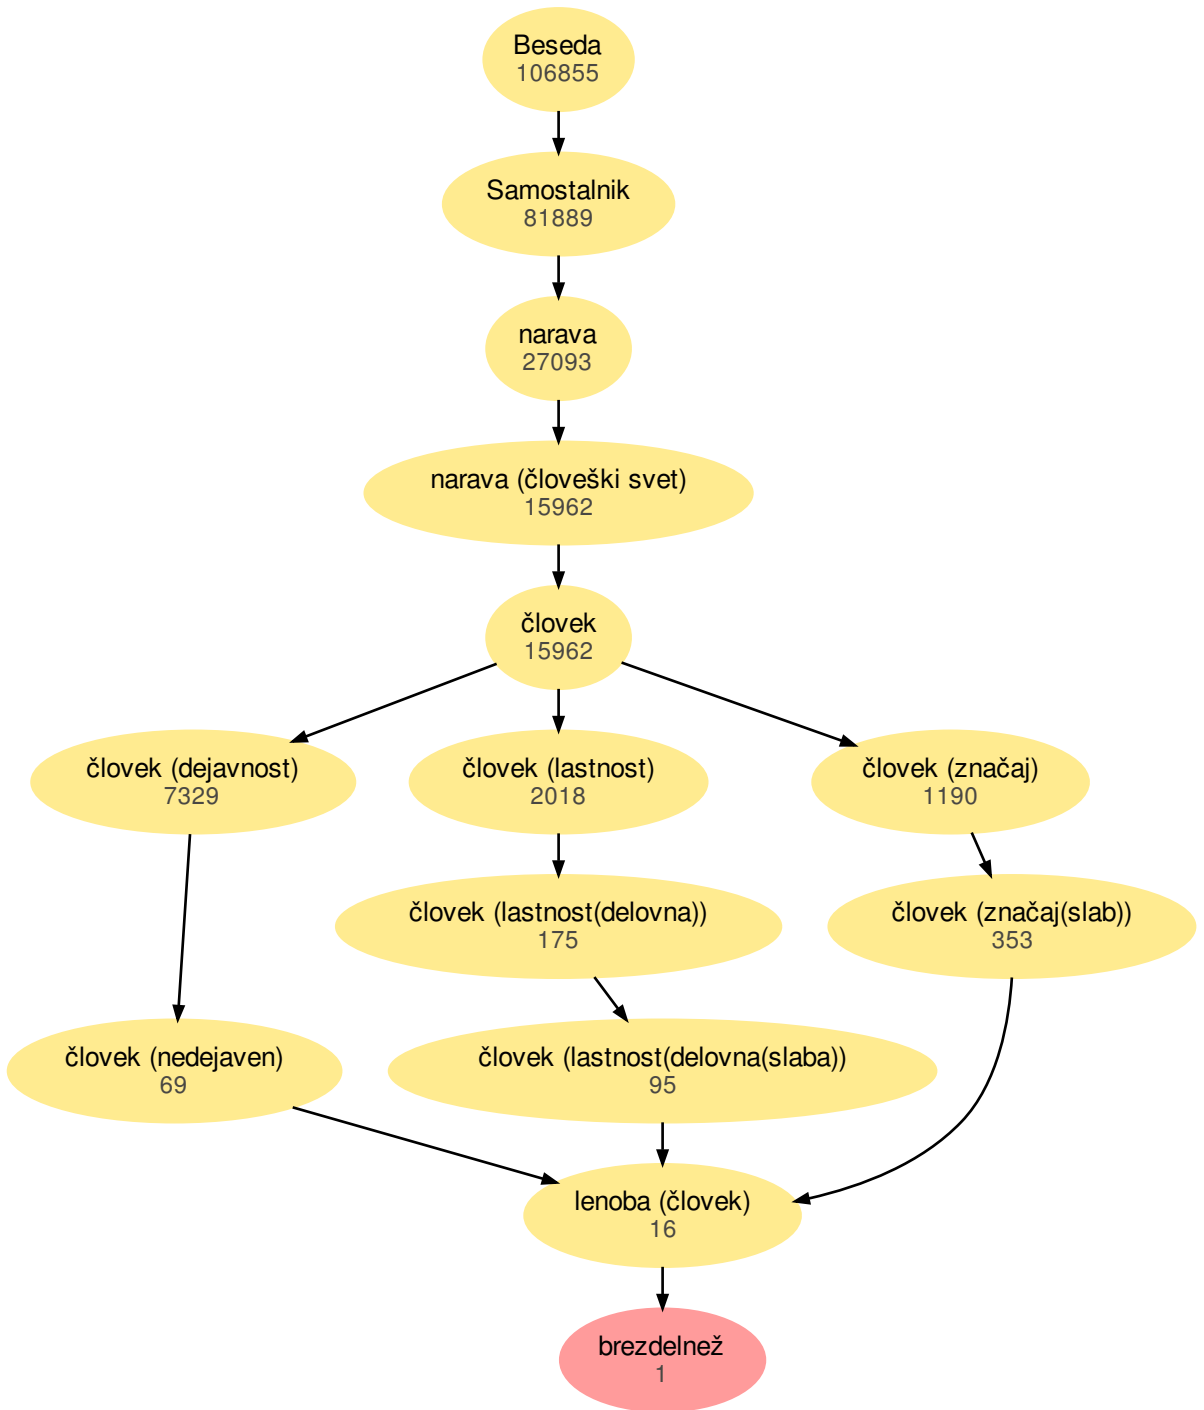 Beseda
106855
Samostalnik
81889
narava
27093
narava (človeški svet)
15962
človek
15962
človek (dejavnost)
7329
človek (lastnost)
2018
človek (značaj)
1190
človek (lastnost(delovna))
175
človek (značaj(slab))
353
človek (nedejaven)
69
človek (lastnost(delovna(slaba))
95
lenoba (človek)
16
brezdelnež
1